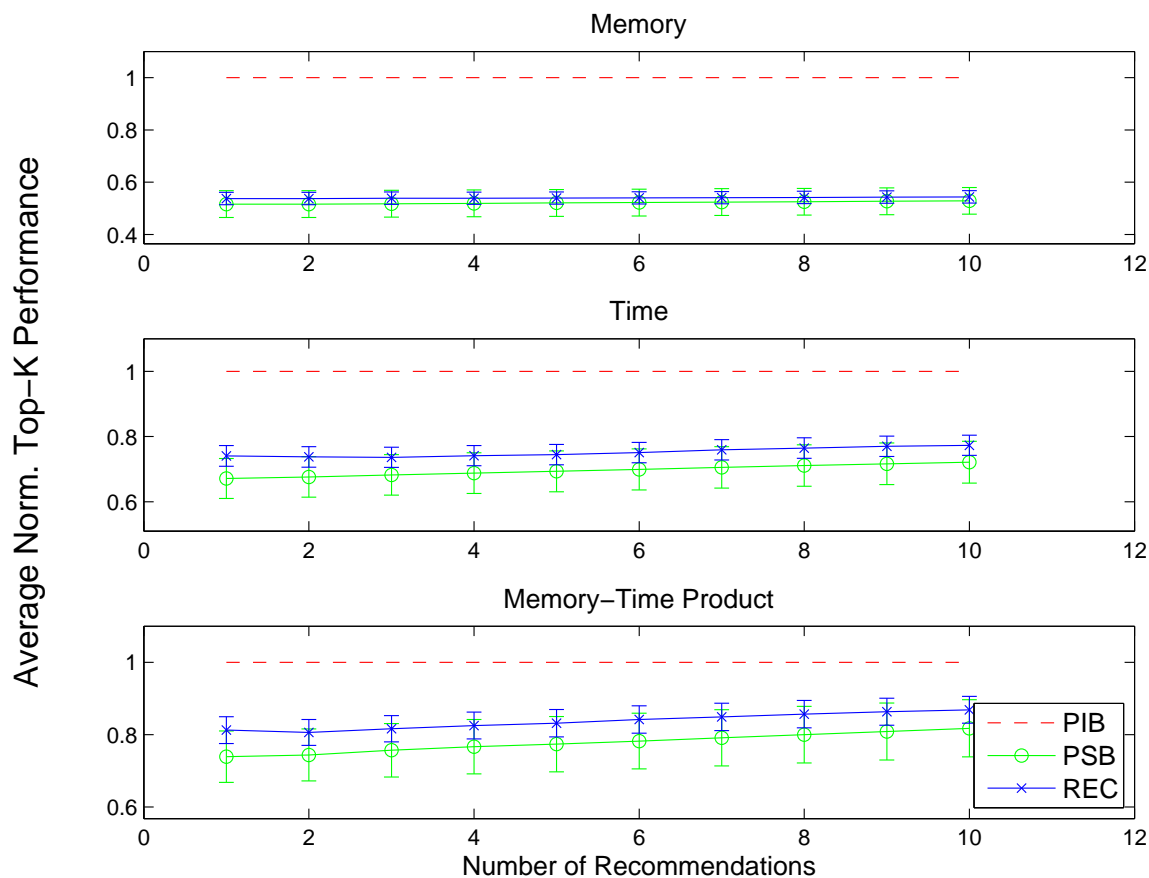 Memory
1
0.8
0.6
0.4
0 2 4 6 8 10 12
Time
1
0.8
0.6
0 2 4 6 8 10 12
Memory−Time Product
1
0.8
0.6
0 2 4 6 8 10 12
Number of Recommendations
Average Norm. Top−K Performance
PIB
PSB
REC